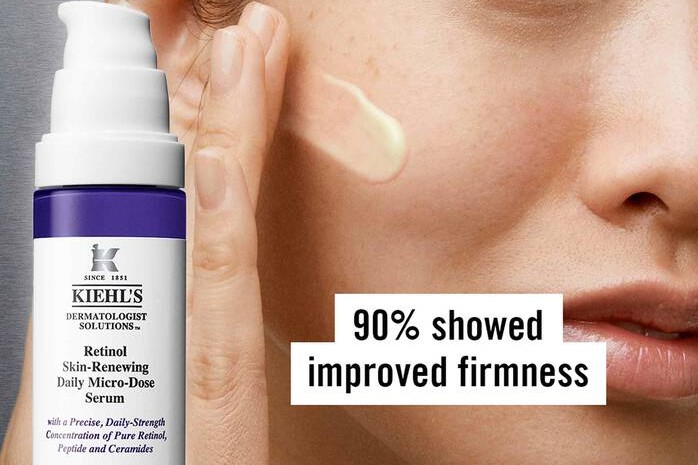 K
SINCE 1851
KIEHL'S
DERMATOLOGIST
SOLUTIONS™
Retinol
Skin-Renewing
Daily Micro-Dose
Serum
with a Precise, Daily-Strength
Concentration of Pure Retinol,
Peptide and Ceramides
90% showed
improved firmness